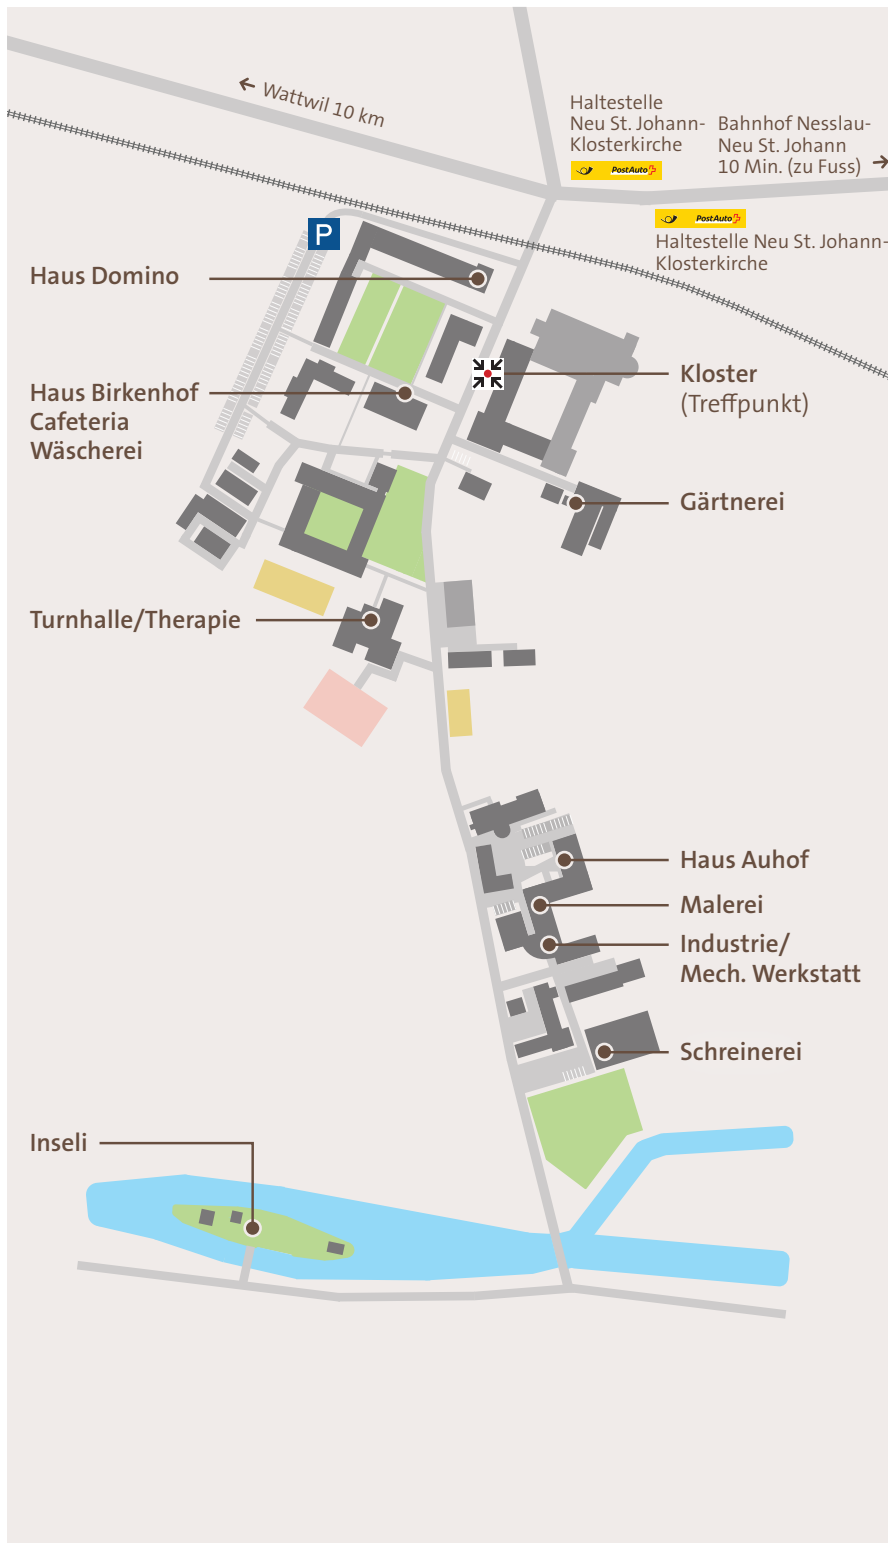 Wattwil 10 km
Haltestelle
Neu St. Johann-
Klosterkirche
PostAuto
Bahnhof Nesslau-
Neu St. Johann
10 Min. (zu Fuss)
PostAuto
Haltestelle Neu St. Johann-
Klosterkirche
P
Haus Domino
Haus Birkenhof
Cafeteria
Wäscherei
Kloster
(Treffpunkt)
Gärtnerei
Turnhalle/Therapie
Haus Auhof
Malerei
Industrie/
Mech. Werkstatt
Schreinerei
Inseli